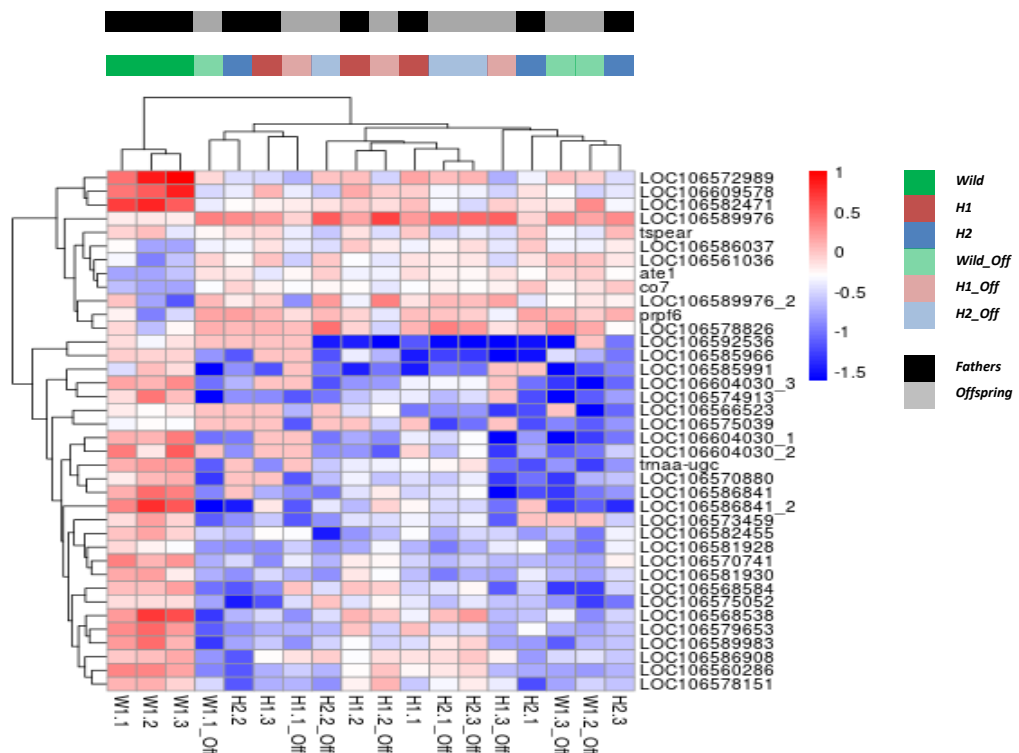 LOC106572989
LOC106609578
LOC106582471
LOC106589976
tspear
LOC106586037
LOC106561036
ate1
co7
LOC106589976_2
prpf6
LOC106578826
LOC106592536
LOC106585966
LOC106585991
LOC106604030_3
LOC106574913
LOC106566523
LOC106575039
LOC106604030_1
LOC106604030_2
trnaa-ugc
LOC106570880
LOC106586841
LOC106586841_2
LOC106573459
LOC106582455
LOC106581928
LOC106570741
LOC106581930
LOC106568584
LOC106575052
LOC106568538
LOC106579653
LOC106589983
LOC106586908
LOC106560286
LOC106578151
1
0.5
0
-0.5
-1
-1.5
Wild
H1
H2
Wild_Off
H1_Off
H2_Off
Fathers
Offspring
W1.1
W1.2
W1.3
W1.1_Off
H2.2
H1.3
H1.1_Off
H2.2_Off
H1.2
H1.2_Off
H1.1
H2.1_Off
H2.3_Off
H1.3_Off
H2.1
W1.3_Off
W1.2_Off
H2.3